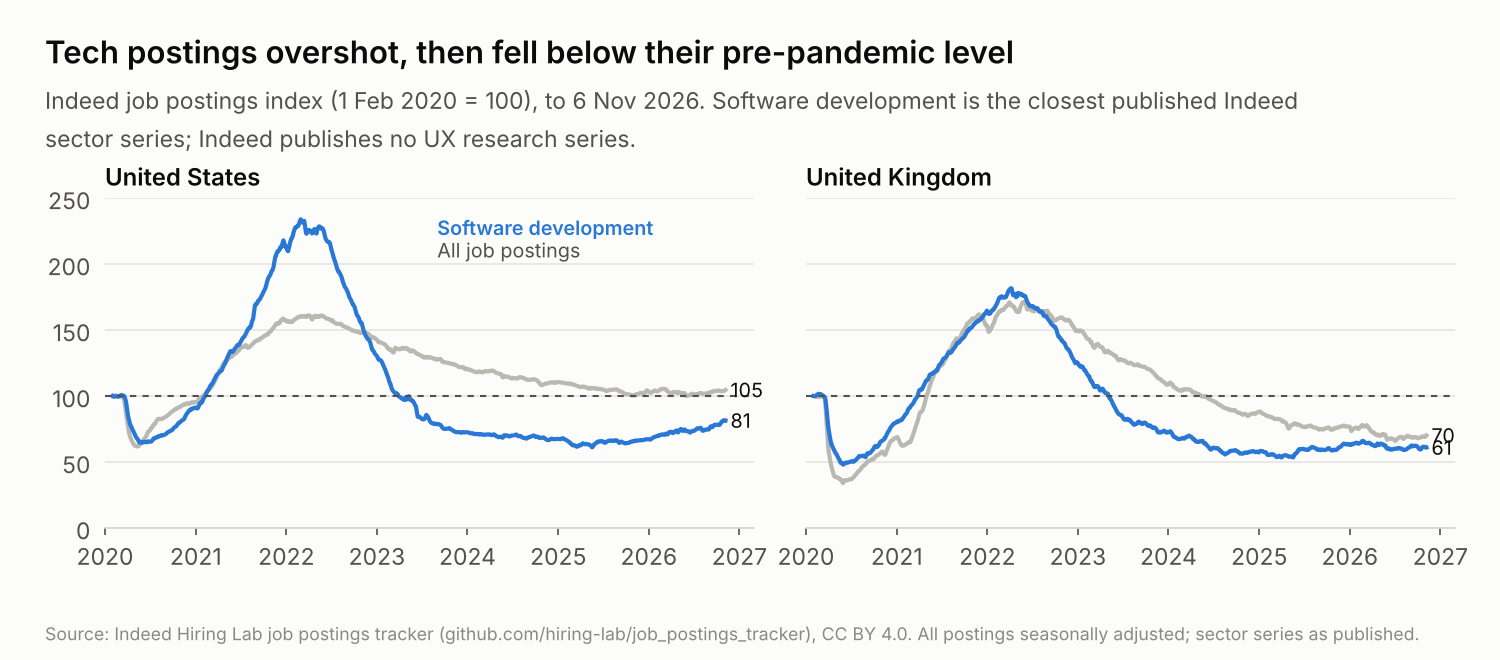 Tech postings overshot, then fell below their pre-pandemic level
Indeed job postings index (1 Feb 2020 = 100), to 6 Nov 2026. Software development is the closest published Indeed
sector series; Indeed publishes no UX research series.
United States
United Kingdom
250
200
150
100
50
0
Software development
All job postings
105
81
70
61
2020 2021 2022 2023 2024 2025 2026 2027
2020 2021 2022 2023 2024 2025 2026 2027
Source: Indeed Hiring Lab job postings tracker (github.com/hiring-lab/job_postings_tracker), CC BY 4.0. All postings seasonally adjusted; sector series as published.